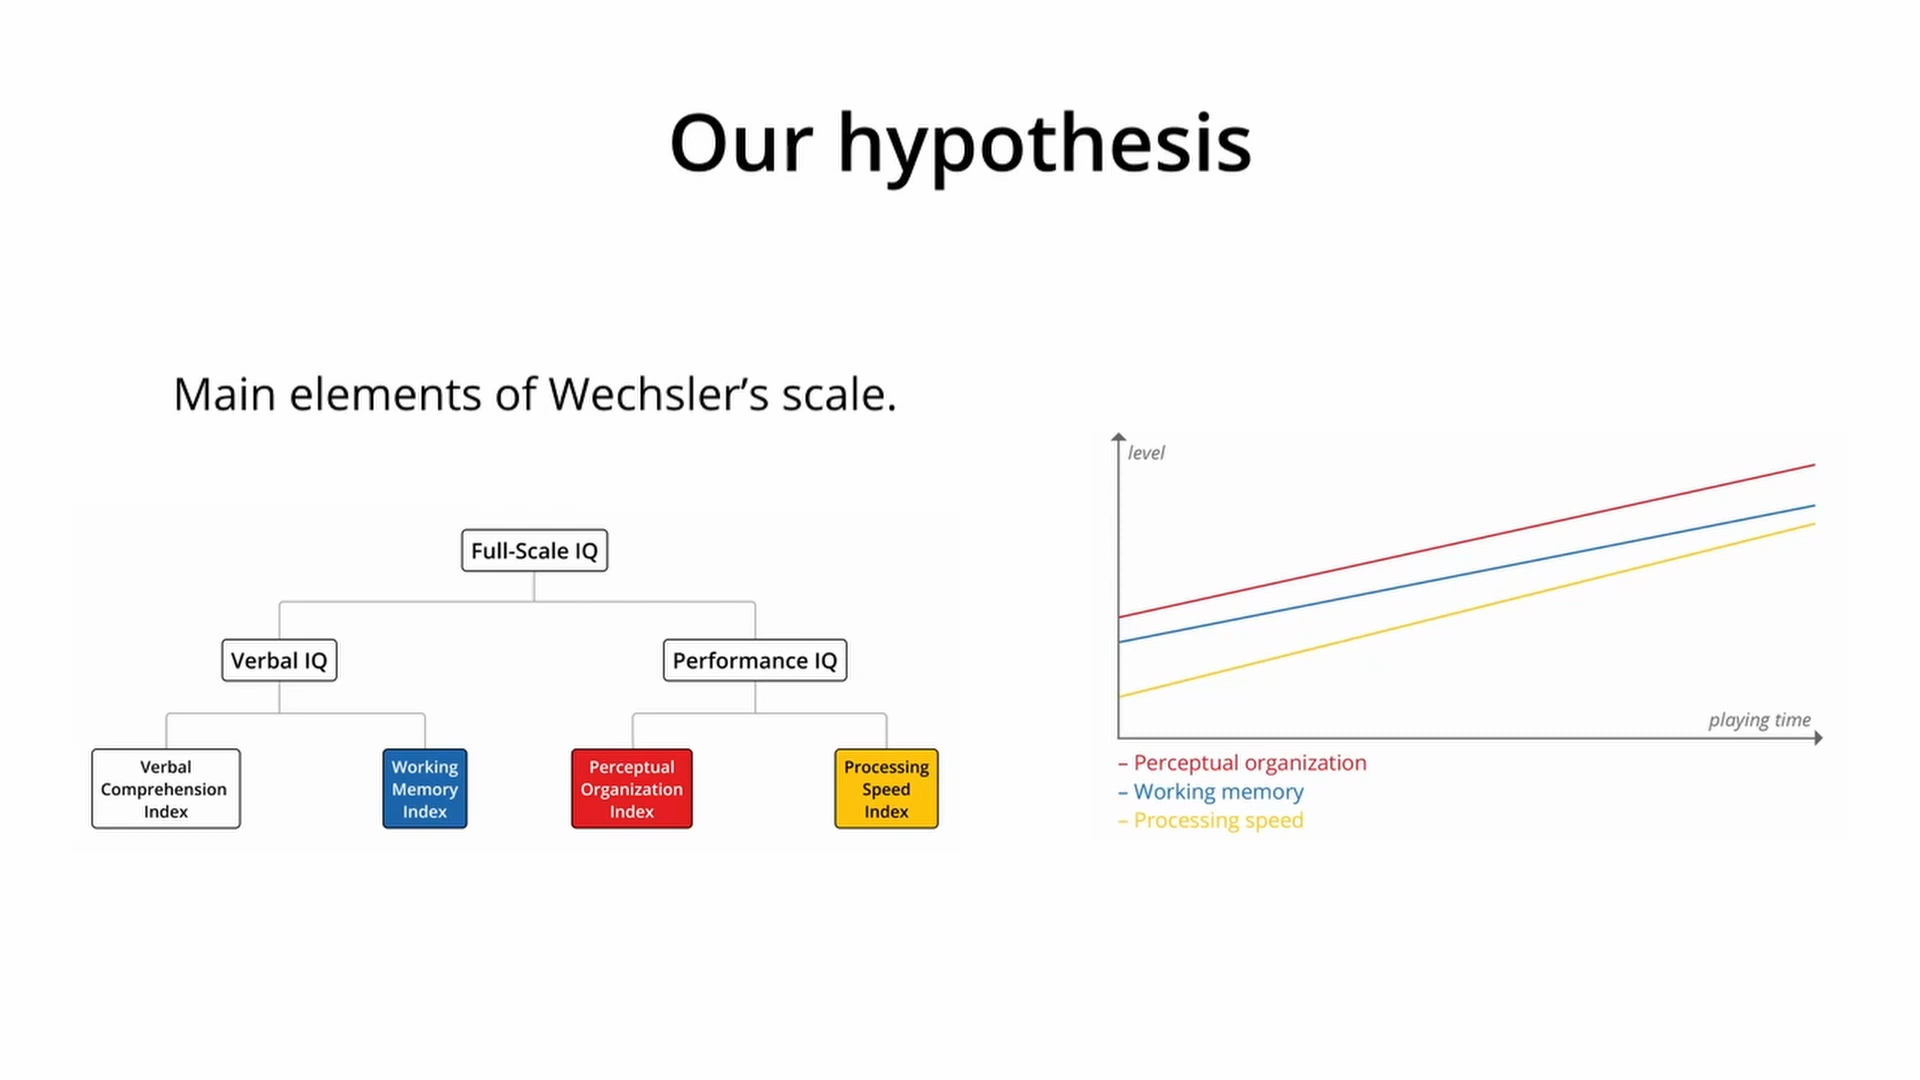 Our hypothesis
Main elements of Wechsler’s scale.
Full-Scale IQ
Verbal IQ
Performance IQ
Verbal
Comprehension
Index
Working
Memory
Index
Perceptual
Organization
Index
Processing
Speed
Index
level
playing time
– Perceptual organization
– Working memory
– Processing speed